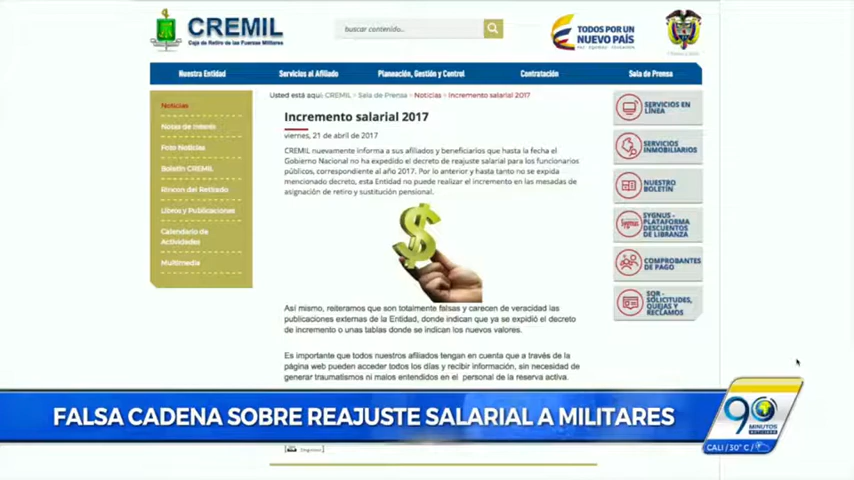 CREMIL
Caja de Retiro de las Fuerzas Militares
buscar contenido...
TODOS POR UN
NUEVO PAÍS
PAZ EQUIDAD EDUCACIÓN
Nuestra Entidad
Servicios al Afiliado
Planeación, Gestión y Control
Contratación
Sala de Prensa
Usted está aquí: CREMIL > Sala de Prensa > Noticias > Incremento salarial 2017
Noticias
Notas de Interés
Foto Noticias
Boletín CREMIL
Rincon del Retirado
Libros y Publicaciones
Calendario de
Actividades
Multimedia
Incremento salarial 2017
viernes, 21 de abril de 2017
CREMIL nuevamente informa a sus afiliados y beneficiarios que hasta la fecha el
Gobierno Nacional no ha expedido el decreto de reajuste salarial para los funcionarios
públicos, correspondiente al año 2017. Por lo anterior y hasta tanto no se expida
mencionado decreto, esta Entidad no puede realizar el incremento en las mesadas de
asignación de retiro y sustitución pensional.
$
Así mismo, reiteramos que son totalmente falsas y carecen de veracidad las
publicaciones externas de la Entidad, donde indican que ya se expidió el decreto
de incremento o unas tablas donde se indican los nuevos valores.
Es importante que todos nuestros afiliados tengan en cuenta que a través de la
página web pueden acceder todos los días y recibir información, sin necesidad de
generar traumatismos ni malos entendidos en el personal de la reserva activa.
SERVICIOS EN
LÍNEA
SERVICIOS
INMOBILIARIOS
NUESTRO
BOLETÍN
SYGNUS -
PLATAFORMA
DESCUENTOS
DE LIBRANZA
COMPROBANTES
DE PAGO
SQR -
SOLICITUDES,
QUEJAS Y
RECLAMOS
FALSA CADENA SOBRE REAJUSTE SALARIAL A MILITARES
90
MINUTOS
NOTICIERO
CALI / 30° C /